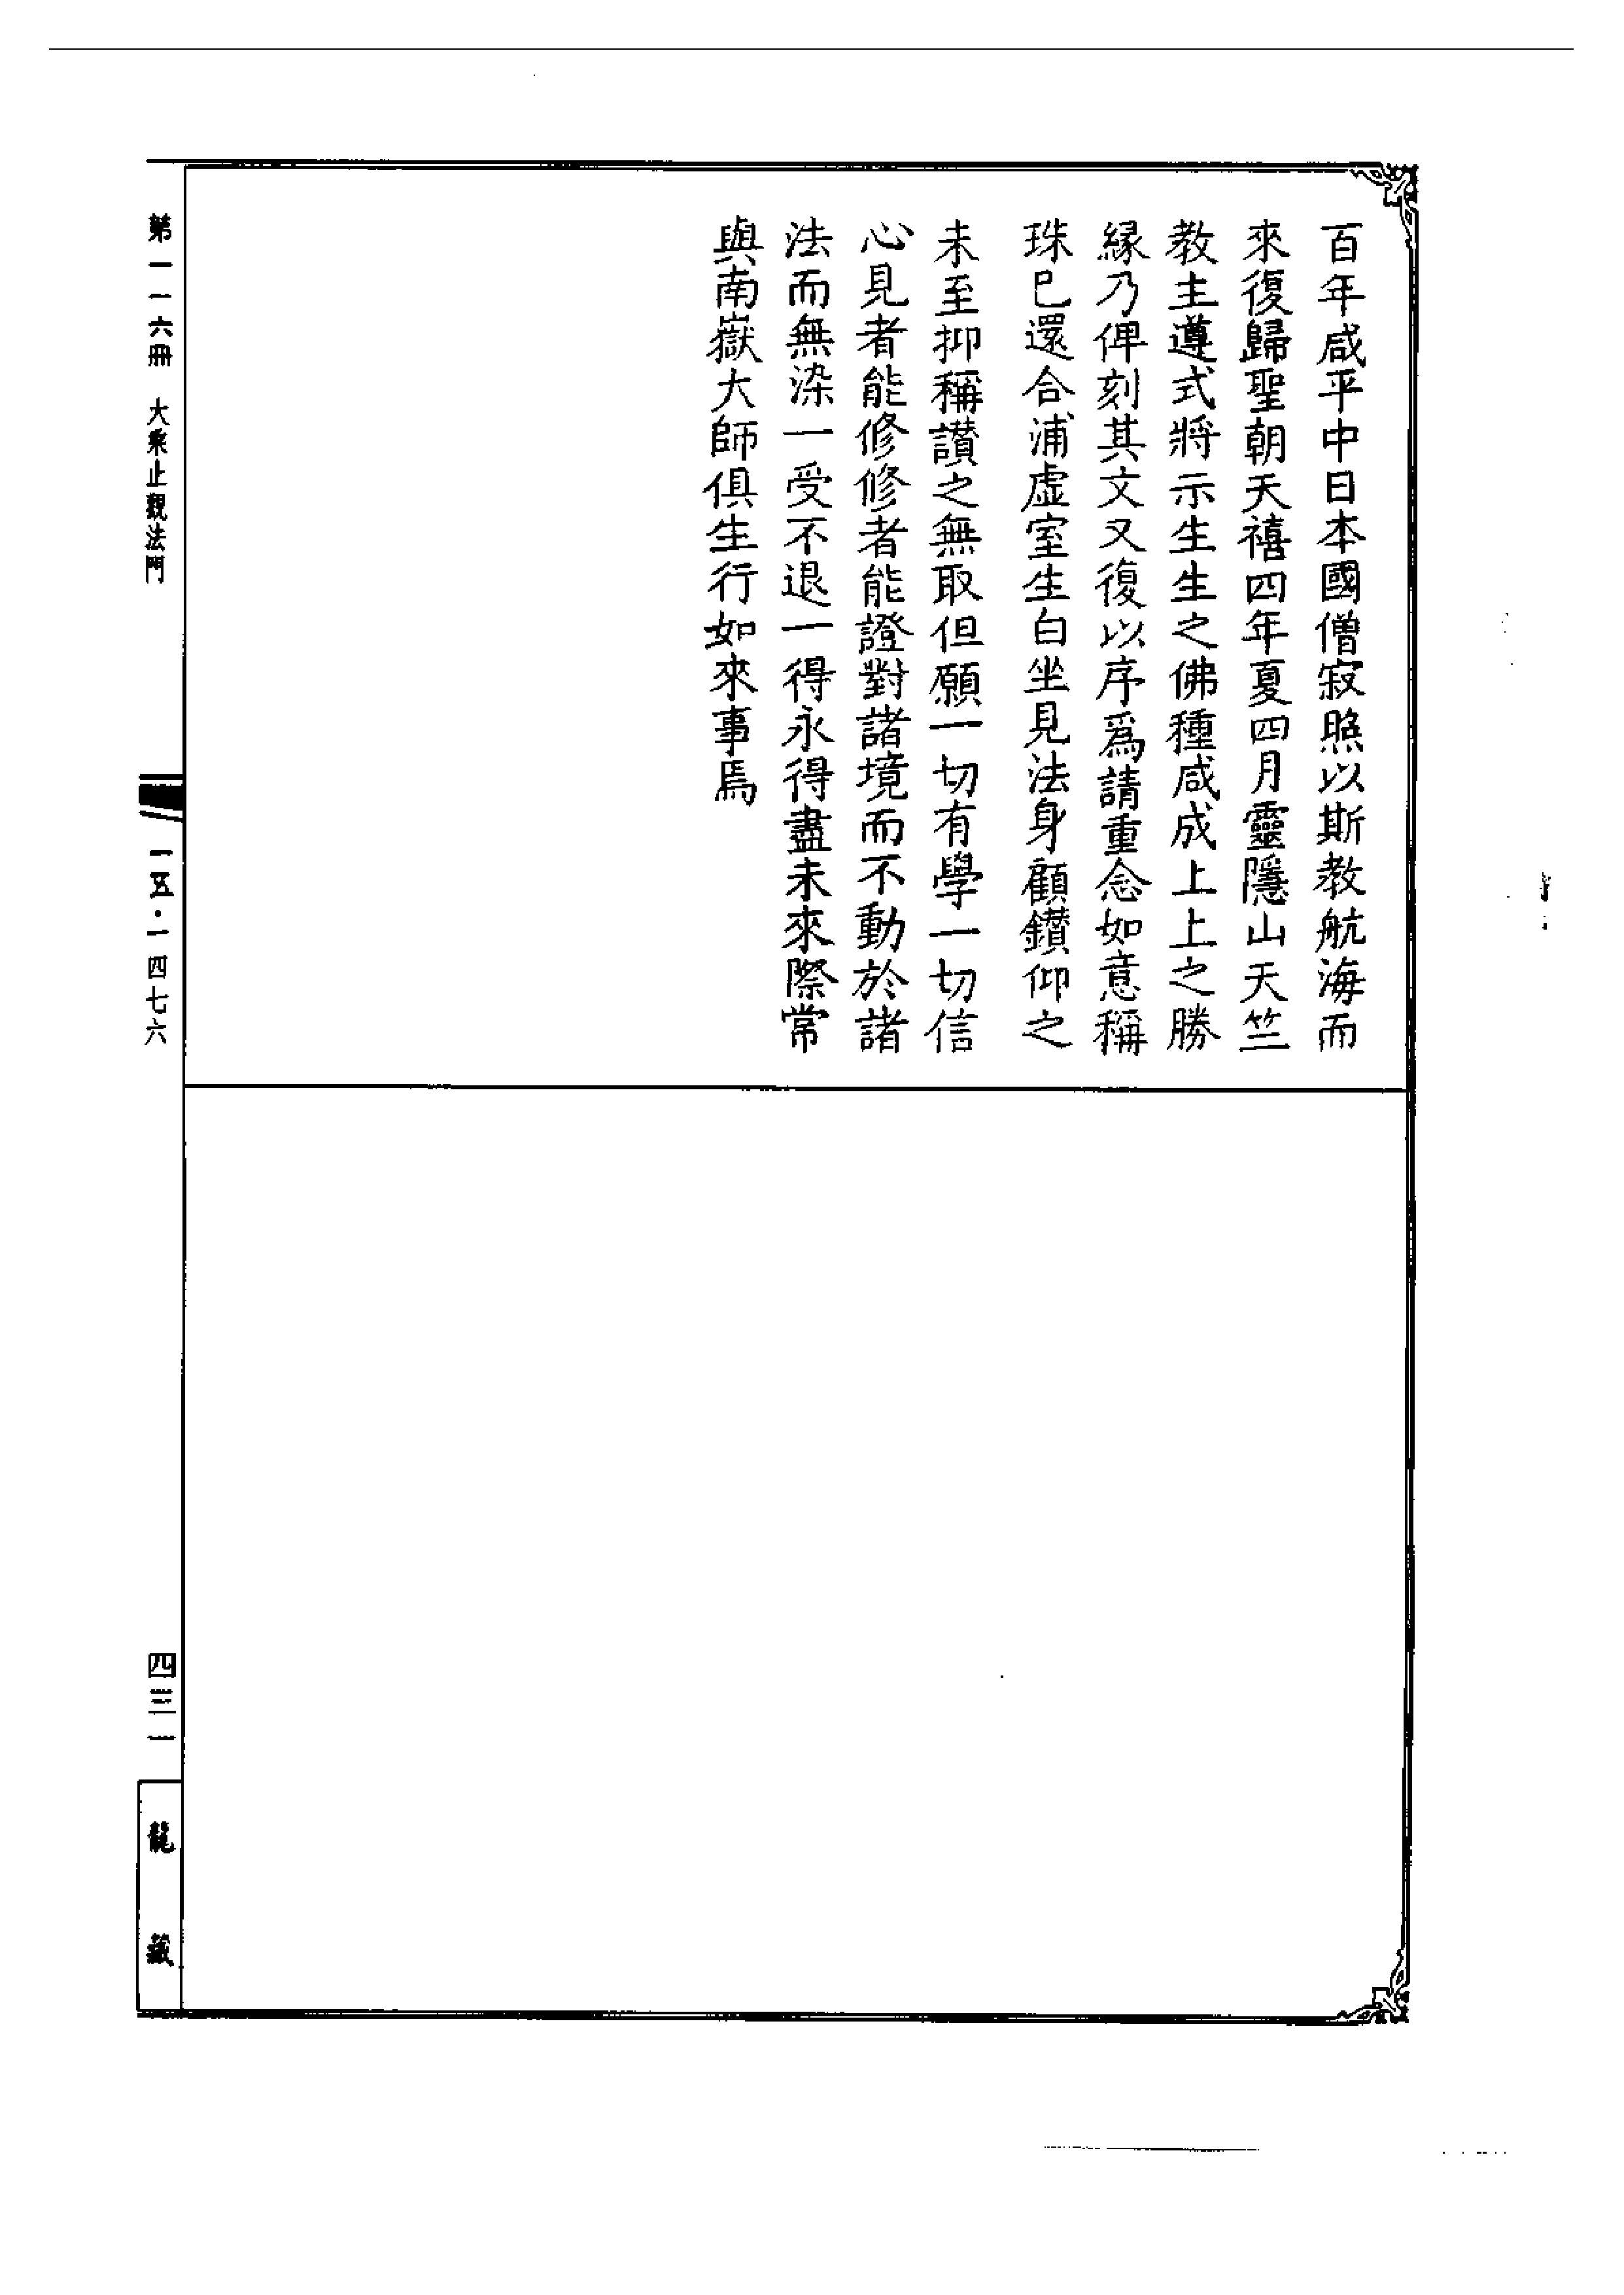 百年咸平中日本國僧寂照以斯教航海而
來復歸聖朝天禧四年夏四月靈隱山天竺
教主遵式將示生生之佛種咸成上上之勝
緣乃俾刻其文又復以序爲請重念如意稱
珠已還合浦虛室生白坐見法身顧鑽仰之
未至抑稱讚之無取但願一切有學一切信
心見者能修修者能證對諸境而不動於諸
法而無染一受不退一得永得盡未來際常
與南嶽大師俱生行如來事焉
第一一六冊 大乘止觀法門
一五五·一四七六
四三一
龍藏